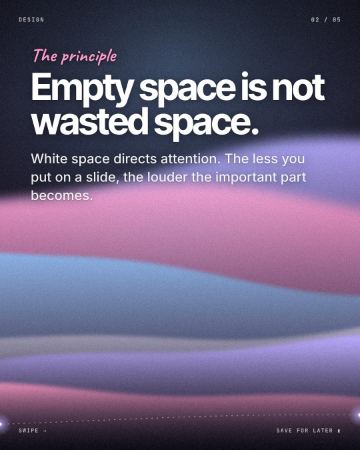 DESIGN
02 / 05
The principle
Empty space is not
wasted space.
White space directs attention. The less you
put on a slide, the louder the important part
becomes.
SWIPE →
SAVE FOR LATER